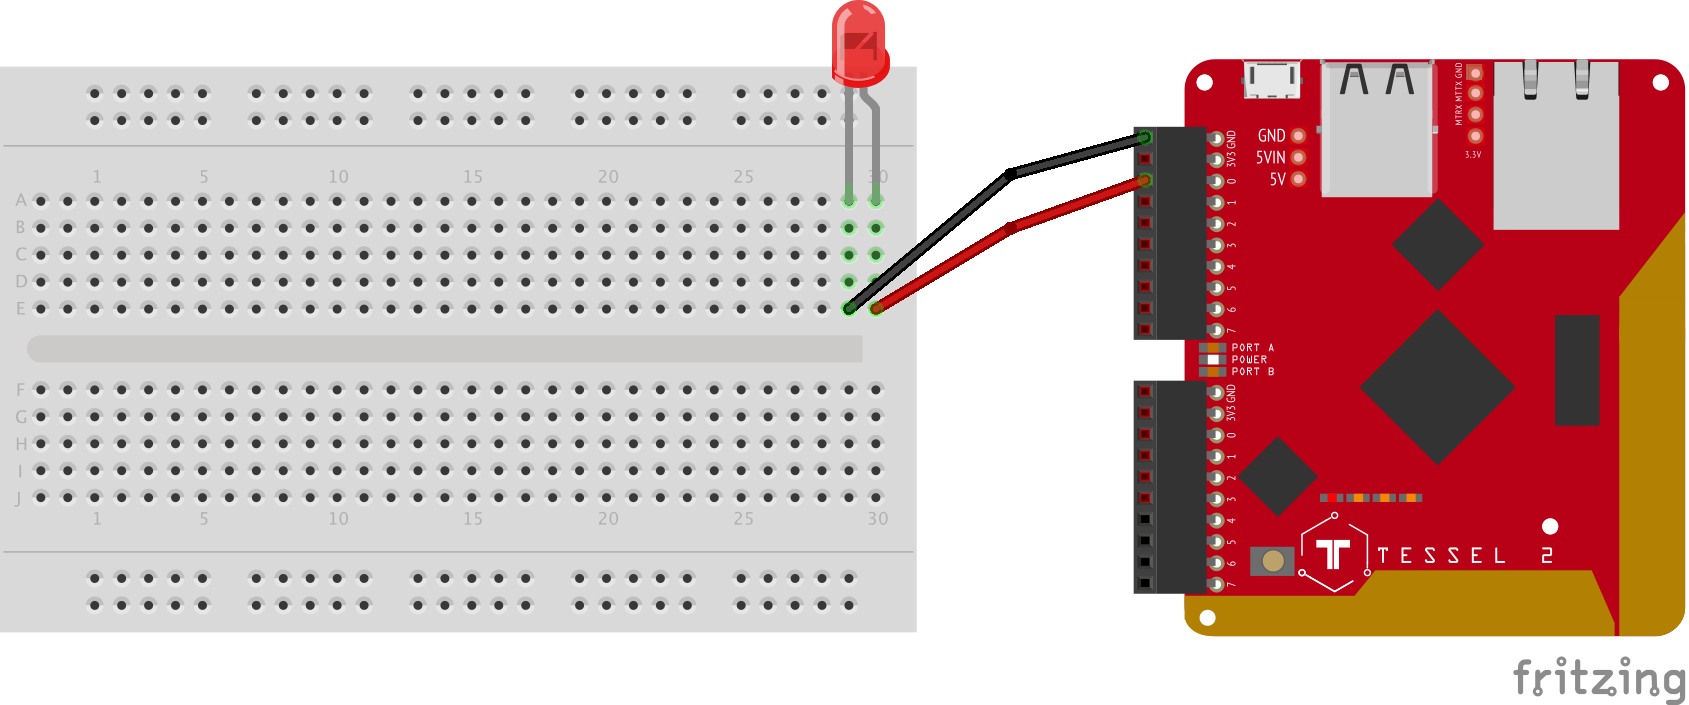 1 5 10 15 20 25 30
A
B
C
D
E
F
G
H
I
J
1 5 10 15 20 25 30
GND
5VIN
5V
MTRX MTTX GND
3.3V
GND
3V3
0
1
2
3
4
5
6
7
PORT A
POWER
PORT B
GND
3V3
0
1
2
3
4
5
6
7
TESSEL 2
fritzing